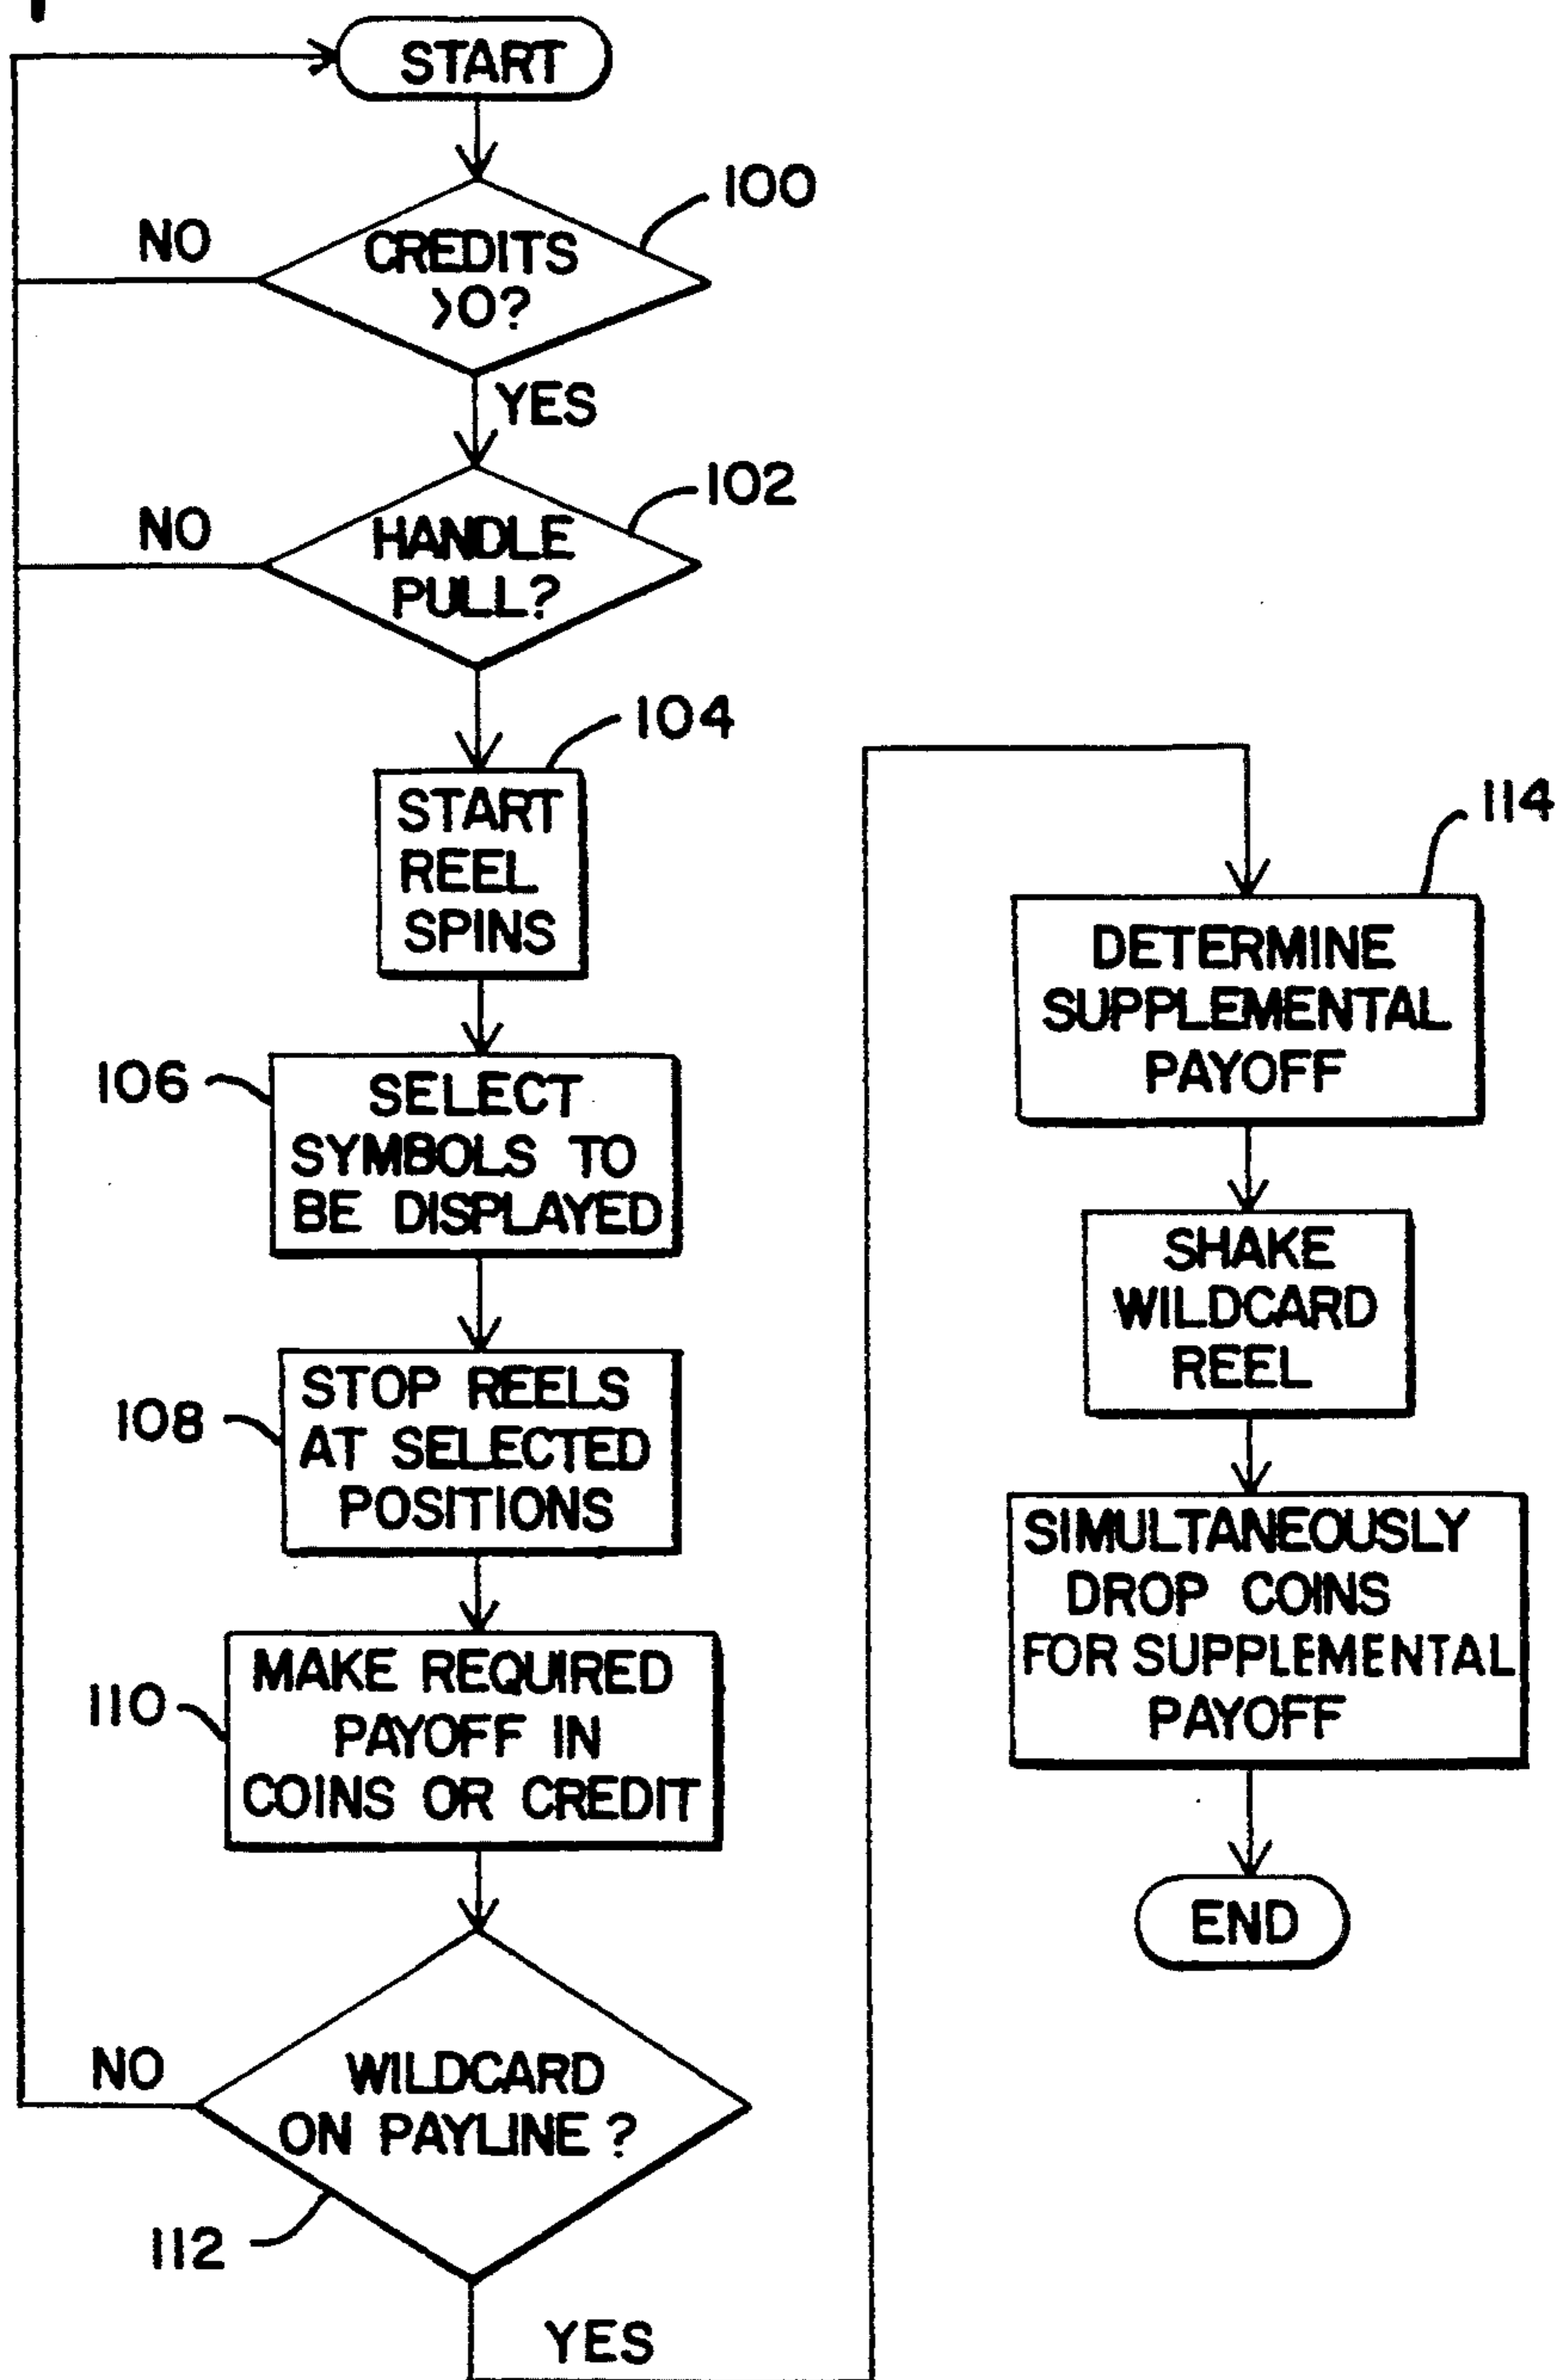 START
100
CREDITS
>0?
NO
YES
102
HANDLE
PULL?
NO
104
START
REEL
SPINS
106
SELECT
SYMBOLS TO
BE DISPLAYED
108
STOP REELS
AT SELECTED
POSITIONS
110
MAKE REQUIRED
PAYOFF IN
COINS OR CREDIT
NO
WILDCARD
ON PAYLINE ?
112
YES
114
DETERMINE
SUPPLEMENTAL
PAYOFF
SHAKE
WILDCARD
REEL
SIMULTANEOUSLY
DROP COINS
FOR SUPPLEMENTAL
PAYOFF
END